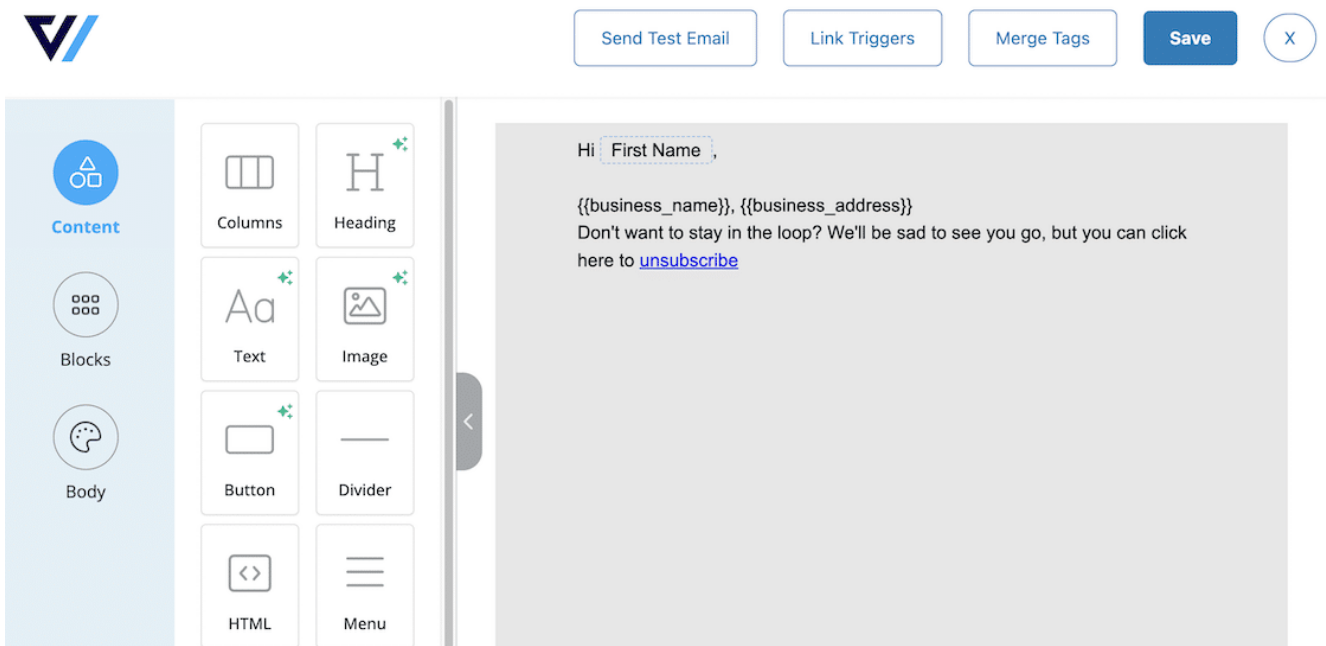 Send Test Email
Link Triggers
Merge Tags
Save
X
Content
Blocks
Body
Columns
Heading
Aa
Text
Image
Button
Divider
HTML
Menu
Hi First Name,
{{business_name}}, {{business_address}}
Don't want to stay in the loop? We'll be sad to see you go, but you can click
here to unsubscribe